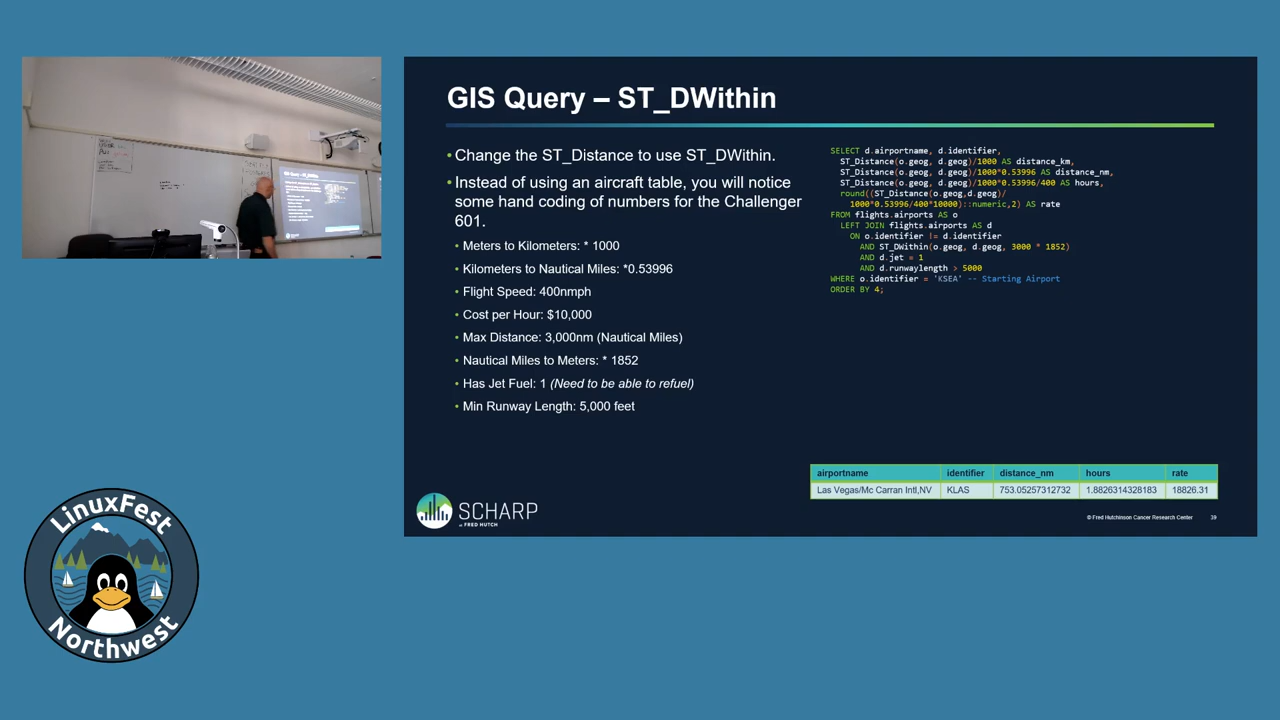 GIS Query – ST_DWithin
• Change the ST_Distance to use ST_DWithin.
• Instead of using an aircraft table, you will notice
some hand coding of numbers for the Challenger
601.
• Meters to Kilometers: * 1000
• Kilometers to Nautical Miles: *0.53996
• Flight Speed: 400nmph
• Cost per Hour: $10,000
• Max Distance: 3,000nm (Nautical Miles)
• Nautical Miles to Meters: * 1852
• Has Jet Fuel: 1 (Need to be able to refuel)
• Min Runway Length: 5,000 feet
SELECT d.airportname, d.identifier,
ST_Distance(o.geog, d.geog)/1000 AS distance_km,
ST_Distance(o.geog, d.geog)/1000*0.53996 AS distance_nm,
ST_Distance(o.geog, d.geog)/1000*0.53996/400 AS hours,
round((ST_Distance(o.geog,d.geog)/
1000*0.53996/400*10000)::numeric,2) AS rate
FROM flights.airports AS o
LEFT JOIN flights.airports AS d
ON o.identifier != d.identifier
AND ST_DWithin(o.geog, d.geog, 3000 * 1852)
AND d.jet = 1
AND d.runwaylength > 5000
WHERE o.identifier = 'KSEA' -- Starting Airport
ORDER BY 4;
airportname identifier distance_nm hours rate
Las Vegas/Mc Carran Intl,NV KLAS 753.05257312732 1.8826314328183 18826.31
SCHARP
at FRED HUTCH
© Fred Hutchinson Cancer Research Center 39
LinuxFest
Northwest